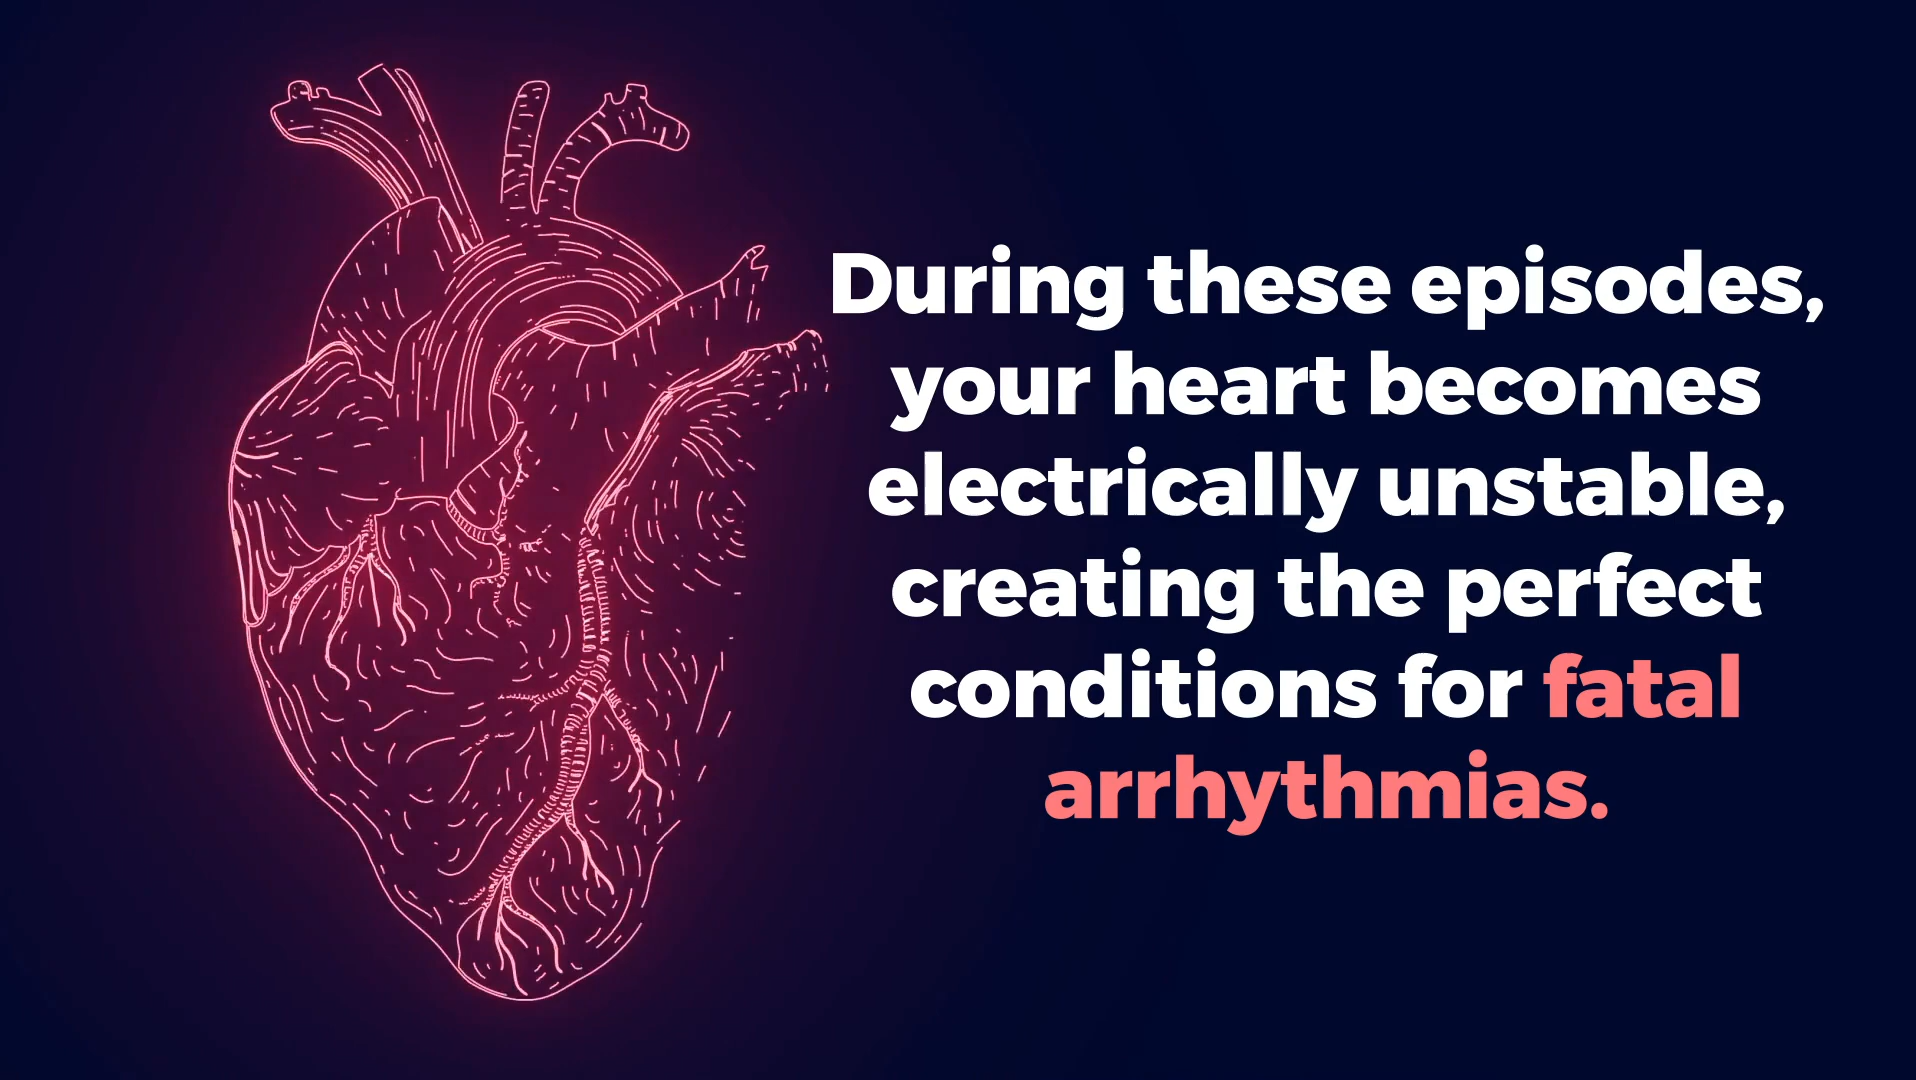 During these episodes,
your heart becomes
electrically unstable,
creating the perfect
conditions for fatal
arrhythmias.